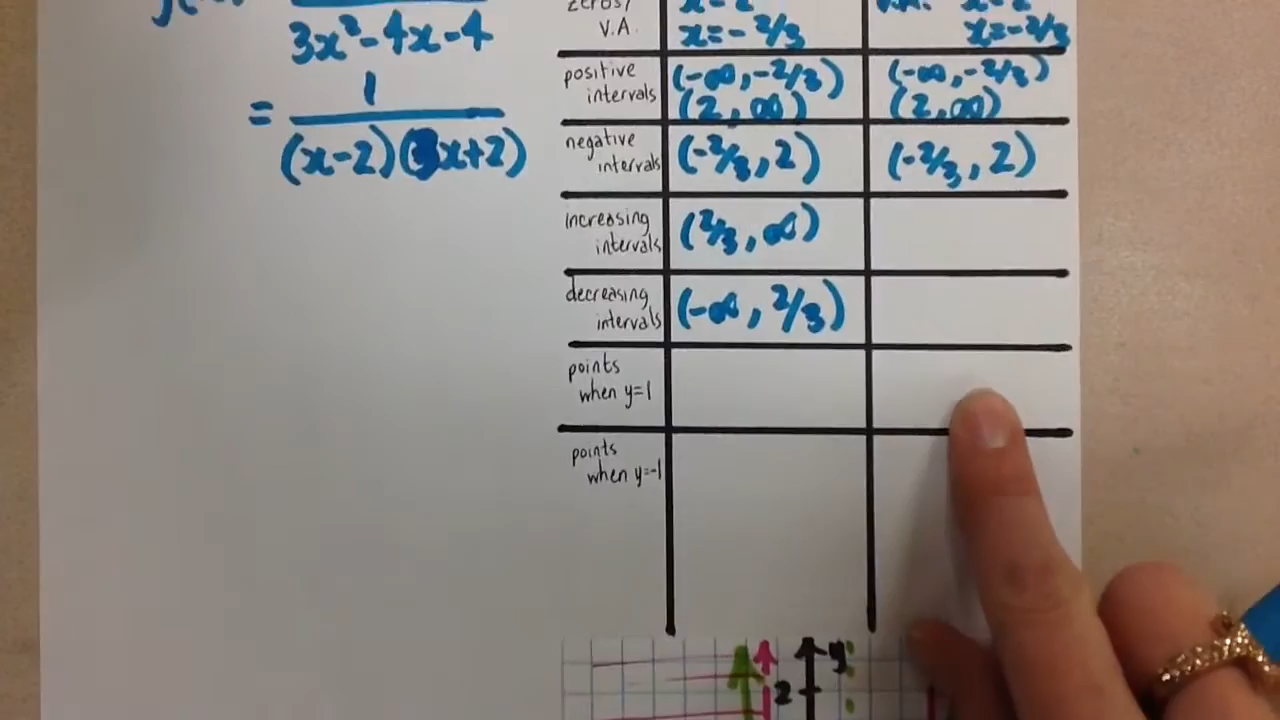 3x²-4x-4
= 1
(x-2)(3x+2)
zeros/ V.A.
x=2
x=-2/3
V.A. x=2
x=-2/3
positive intervals
(-∞,-2/3)
(2,∞)
(-∞,-2/3)
(2,∞)
negative intervals
(-2/3,2)
(-2/3,2)
increasing intervals
(2/3,∞)
decreasing intervals
(-∞,2/3)
points when y=1
points when y=-1
y
2